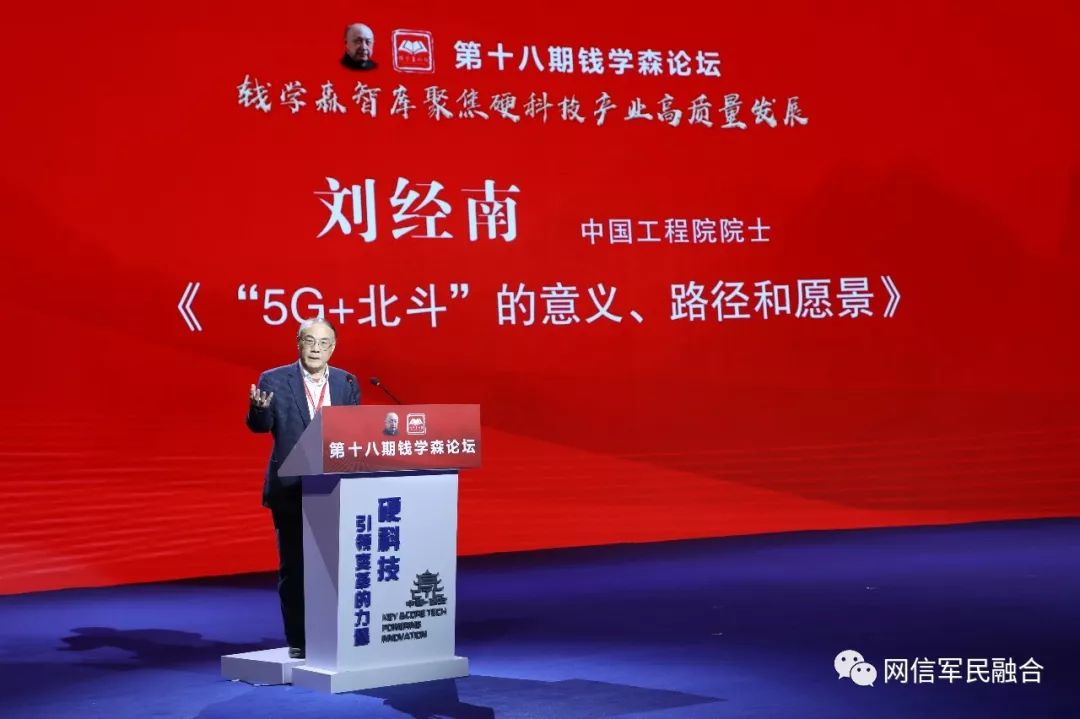 第十八期钱学森论坛
钱学森智库聚焦硬科技产业高质量发展
刘经南
中国工程院院士
《 “5G+北斗” 的意义、路径和愿景》
第十八期钱学森论坛
硬科技
引领变革的力量
KEY & CORE TECH
POWERING
INNOVATION
网信军民融合